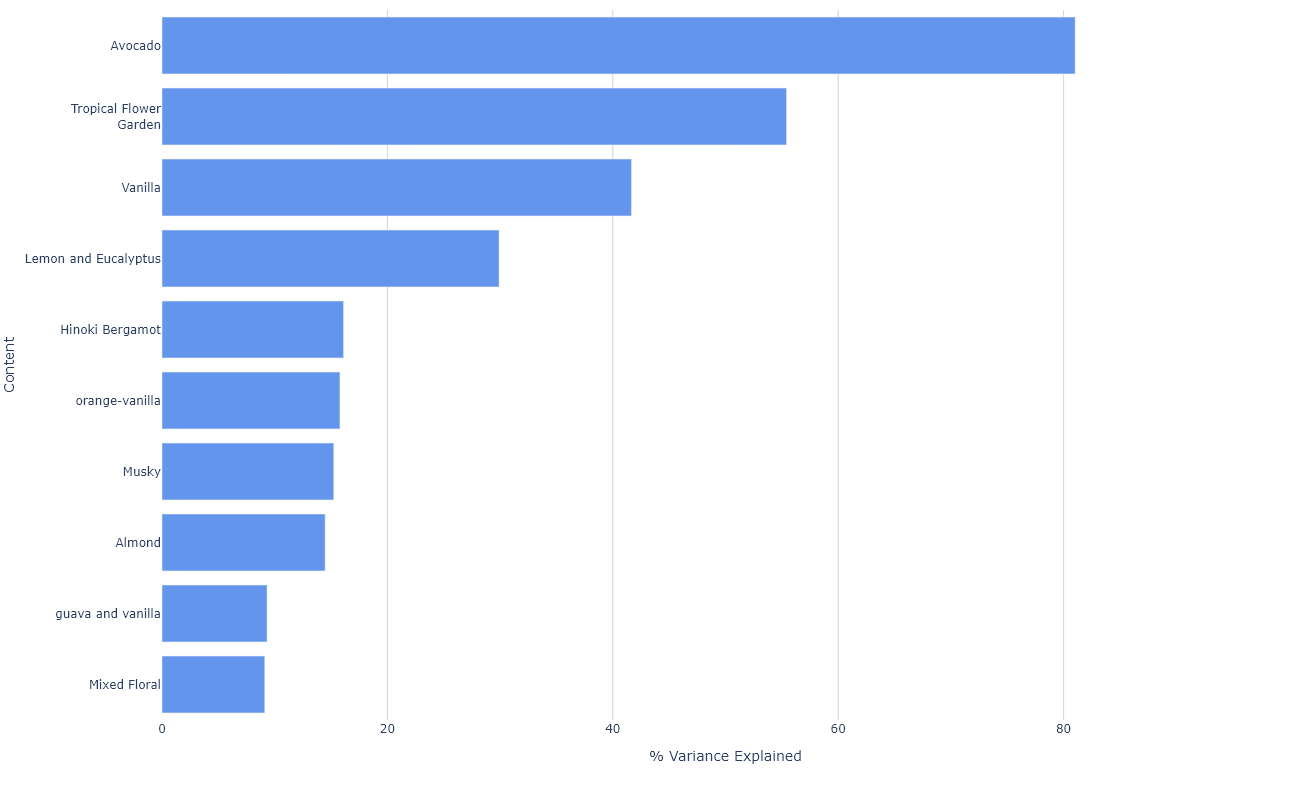 Avocado
Tropical Flower
Garden
Vanilla
Lemon and Eucalyptus
Hinoki Bergamot
orange-vanilla
Musky
Almond
guava and vanilla
Mixed Floral
Content
0 20 40 60 80
% Variance Explained